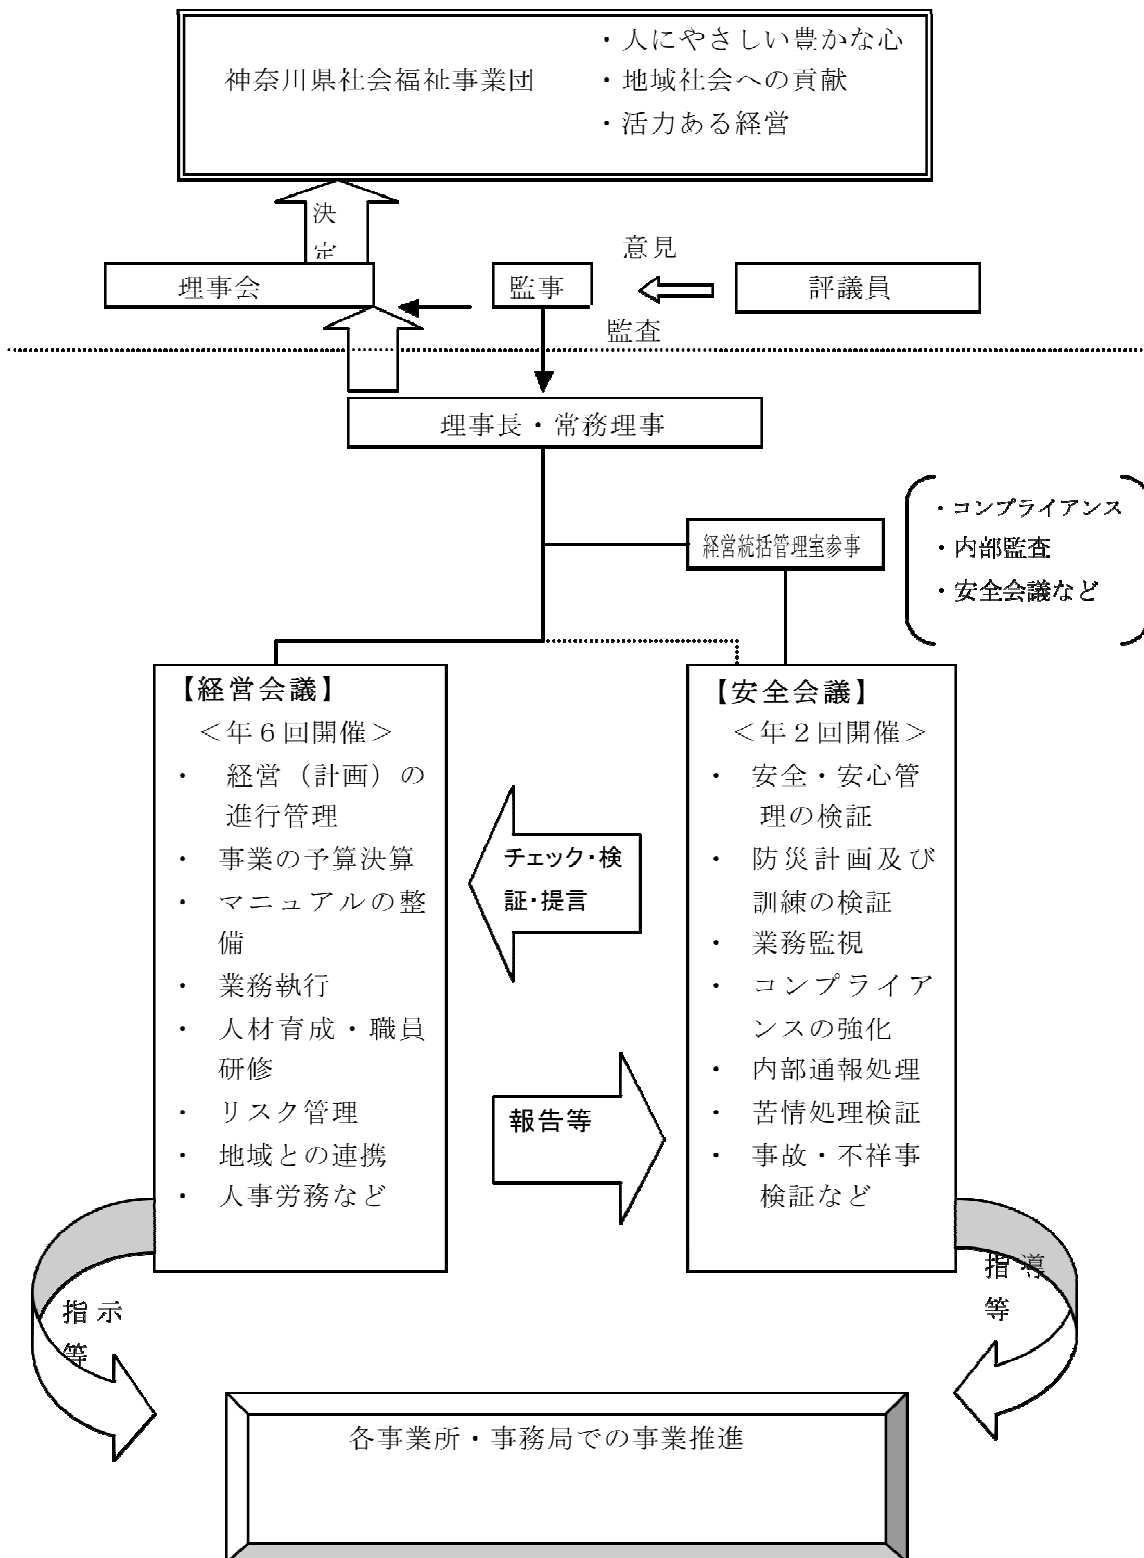 ・人にやさしい豊かな心
神奈川県社会福祉事業団
・地域社会への貢献
・活力ある経営
決
定
意見
理事会
監事
評議員
監査
理事長・常務理事
経営統括管理室参事
・コンプライアンス
・内部監査
・安全会議など
【経営会議】
＜年６回開催＞
・ 経営（計画）の
進行管理
・ 事業の予算決算
・ マニュアルの整
備
・ 業務執行
・ 人材育成・職員
研修
・ リスク管理
・ 地域との連携
・ 人事労務など
チェック・検
証・提言
報告等
【安全会議】
＜年２回開催＞
・ 安全・安心管
理の検証
・ 防災計画及び
訓練の検証
・ 業務監視
・ コンプライア
ンスの強化
・ 内部通報処理
・ 苦情処理検証
・ 事故・不祥事
検証など
指示
等
指導
等
各事業所・事務局での事業推進